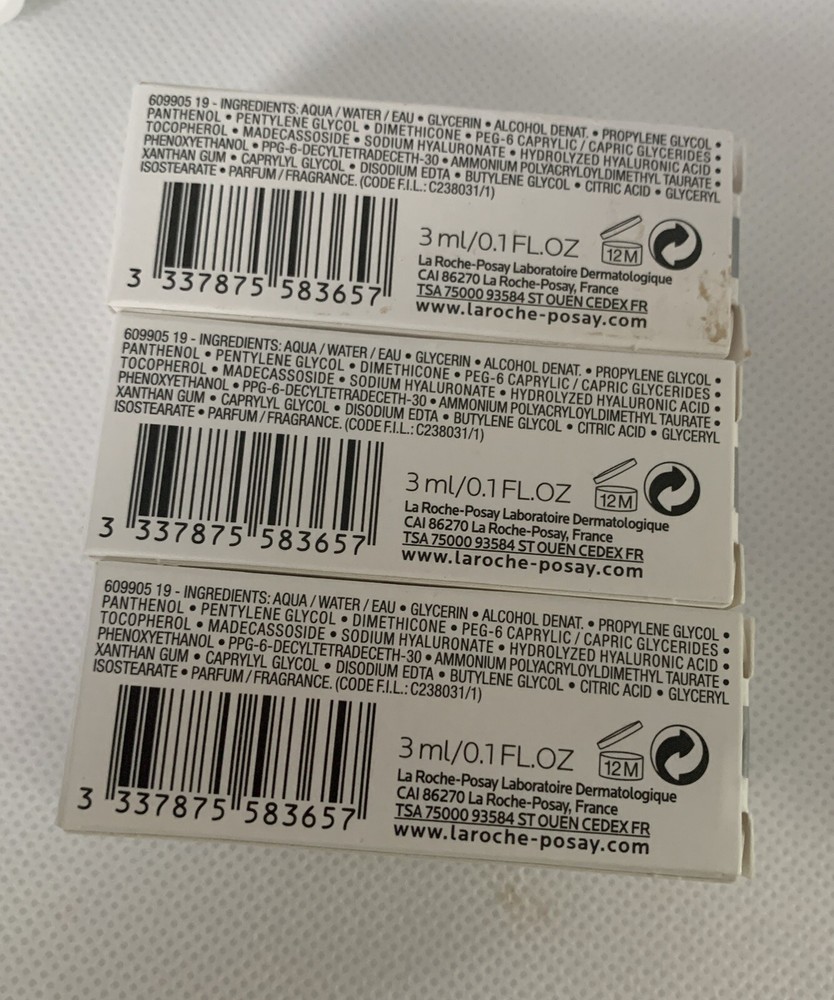 609905 19 - INGREDIENTS: AQUA / WATER / EAU • GLYCERIN • ALCOHOL DENAT. • PROPYLENE GLYCOL •
PANTHENOL • PENTYLENE GLYCOL • DIMETHICONE • PEG-6 CAPRYLIC / CAPRIC GLYCERIDES •
TOCOPHEROL • MADECASSOSIDE • SODIUM HYALURONATE • HYDROLYZED HYALURONIC ACID •
PHENOXYETHANOL • PPG-6-DECYLTETRADECETH-30 • AMMONIUM POLYACRYLOYLDIMETHYL TAURATE •
XANTHAN GUM • CAPRYLYL GLYCOL • DISODIUM EDTA • BUTYLENE GLYCOL • CITRIC ACID • GLYCERYL
ISOSTEARATE • PARFUM / FRAGRANCE. (CODE F.I.L.: C238031/1)
3 ml/0.1 FL.OZ 12M
La Roche-Posay Laboratoire Dermatologique
CAI 86270 La Roche-Posay, France
TSA 75000 93584 ST OUEN CEDEX FR
www.laroche-posay.com
3 337875 583657
609905 19 - INGREDIENTS: AQUA / WATER / EAU • GLYCERIN • ALCOHOL DENAT. • PROPYLENE GLYCOL •
PANTHENOL • PENTYLENE GLYCOL • DIMETHICONE • PEG-6 CAPRYLIC / CAPRIC GLYCERIDES •
TOCOPHEROL • MADECASSOSIDE • SODIUM HYALURONATE • HYDROLYZED HYALURONIC ACID •
PHENOXYETHANOL • PPG-6-DECYLTETRADECETH-30 • AMMONIUM POLYACRYLOYLDIMETHYL TAURATE •
XANTHAN GUM • CAPRYLYL GLYCOL • DISODIUM EDTA • BUTYLENE GLYCOL • CITRIC ACID • GLYCERYL
ISOSTEARATE • PARFUM / FRAGRANCE. (CODE F.I.L.: C238031/1)
3 ml/0.1 FL.OZ 12M
La Roche-Posay Laboratoire Dermatologique
CAI 86270 La Roche-Posay, France
TSA 75000 93584 ST OUEN CEDEX FR
www.laroche-posay.com
3 337875 583657
609905 19 - INGREDIENTS: AQUA / WATER / EAU • GLYCERIN • ALCOHOL DENAT. • PROPYLENE GLYCOL •
PANTHENOL • PENTYLENE GLYCOL • DIMETHICONE • PEG-6 CAPRYLIC / CAPRIC GLYCERIDES •
TOCOPHEROL • MADECASSOSIDE • SODIUM HYALURONATE • HYDROLYZED HYALURONIC ACID •
PHENOXYETHANOL • PPG-6-DECYLTETRADECETH-30 • AMMONIUM POLYACRYLOYLDIMETHYL TAURATE •
XANTHAN GUM • CAPRYLYL GLYCOL • DISODIUM EDTA • BUTYLENE GLYCOL • CITRIC ACID • GLYCERYL
ISOSTEARATE • PARFUM / FRAGRANCE. (CODE F.I.L.: C238031/1)
3 ml/0.1 FL.OZ 12M
La Roche-Posay Laboratoire Dermatologique
CAI 86270 La Roche-Posay, France
TSA 75000 93584 ST OUEN CEDEX FR
www.laroche-posay.com
3 337875 583657